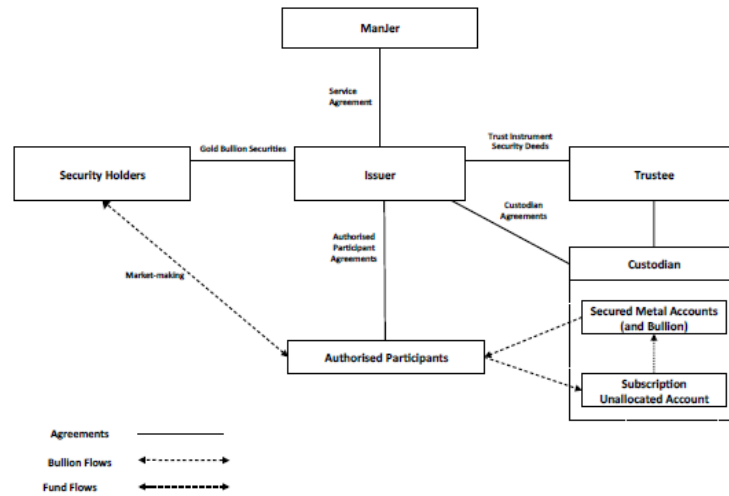 ManJer
Service
Agreement
Gold Bullion Securities
Trust Instrument
Security Deeds
Security Holders
Issuer
Trustee
Custodian
Agreements
Authorised
Participant
Agreements
Custodian
Market-making
Secured Metal Accounts
(and Bullion)
Authorised Participants
Subscription
Unallocated Account
Agreements
Bullion Flows
Fund Flows